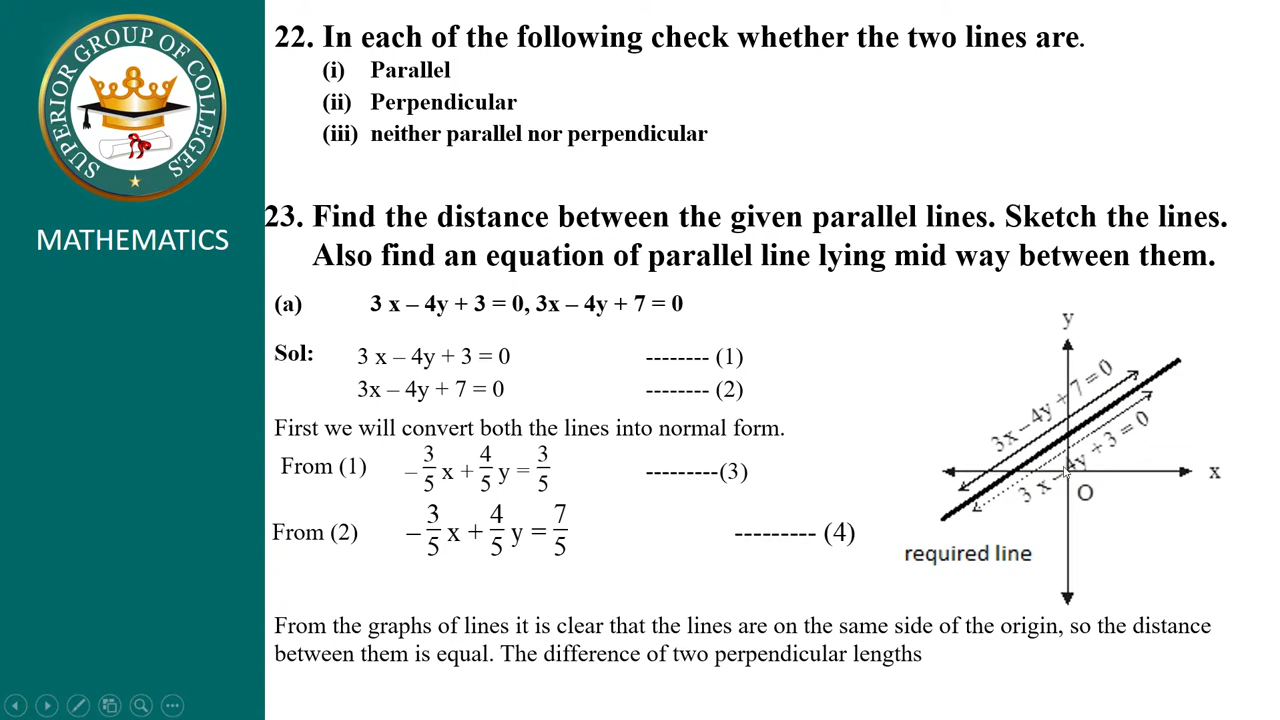 SUPERIOR GROUP OF COLLEGES
MATHEMATICS
22. In each of the following check whether the two lines are.
(i) Parallel
(ii) Perpendicular
(iii) neither parallel nor perpendicular
23. Find the distance between the given parallel lines. Sketch the lines.
Also find an equation of parallel line lying mid way between them.
(a) 3 x – 4y + 3 = 0, 3x – 4y + 7 = 0
Sol: 3 x – 4y + 3 = 0 -------- (1)
3x – 4y + 7 = 0 -------- (2)
First we will convert both the lines into normal form.
From (1) –3/5 x + 4/5 y = 3/5 ---------(3)
From (2) –3/5 x + 4/5 y = 7/5 --------- (4)
y
3x – 4y + 7 = 0
3 x – 4y + 3 = 0
x
O
required line
From the graphs of lines it is clear that the lines are on the same side of the origin, so the distance
between them is equal. The difference of two perpendicular lengths